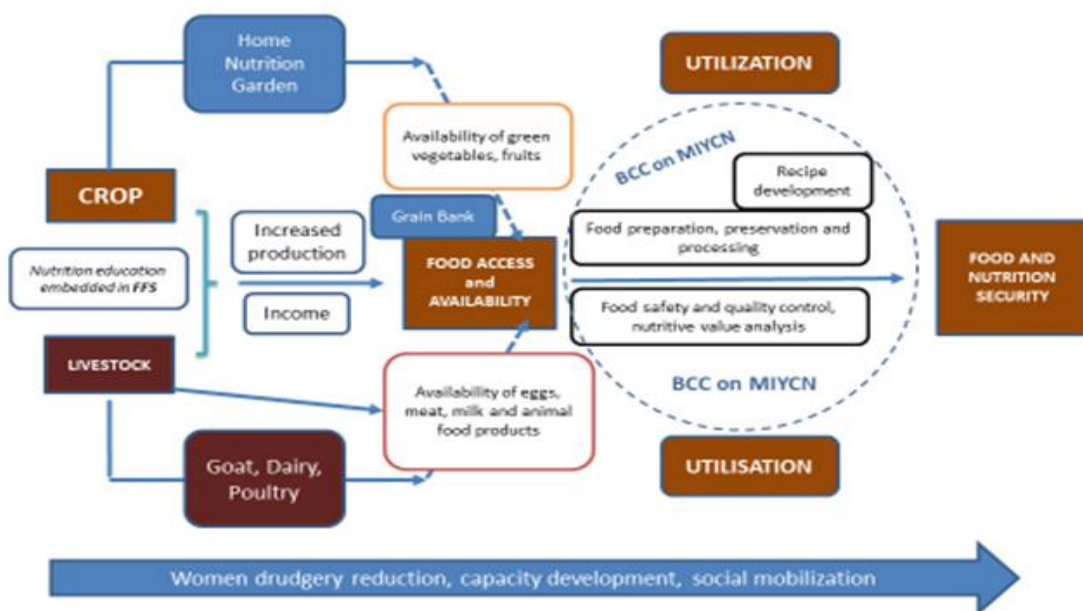 Home
Nutrition
Garden
UTILIZATION
Availability of green
vegetables, fruits
BCC on MIYCN
Recipe
development
CROP
Grain Bank
Increased
production
Food preparation, preservation and
processing
Nutrition education
embedded in FFS
FOOD ACCESS
and
AVAILABILITY
FOOD AND
NUTRITION
SECURITY
Income
Food safety and quality control,
nutritive value analysis
LIVESTOCK
Availability of eggs,
meat, milk and animal
food products
BCC on MIYCN
Goat, Dairy,
Poultry
UTILISATION
Women drudgery reduction, capacity development, social mobilization